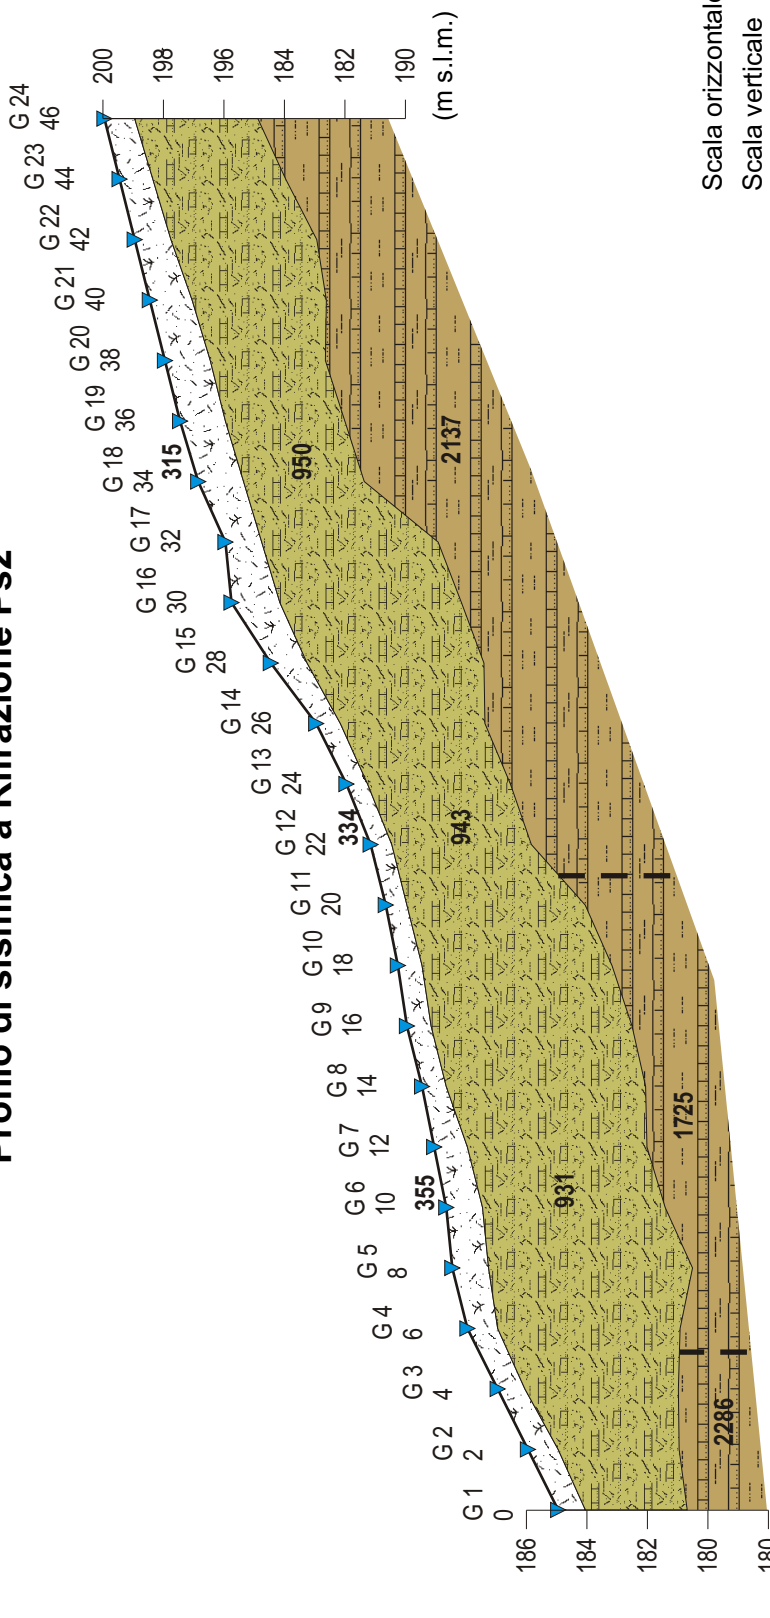 Profilo di sismica a Rifrazione Ps2
G 1
0
G 2
2
G 3
4
G 4
6
G 5
8
G 6
10
G 7
12
G 8
14
G 9
16
G 10
18
G 11
20
G 12
22
G 13
24
G 14
26
G 15
28
G 16
30
G 17
32
G 18
34
G 19
36
G 20
38
G 21
40
G 22
42
G 23
44
G 24
46
200
198
196
184
182
190
(m s.l.m.)
186
184
182
180
180
355
334
315
931
943
950
2286
1725
2137
Scala orizzontale
Scala verticale